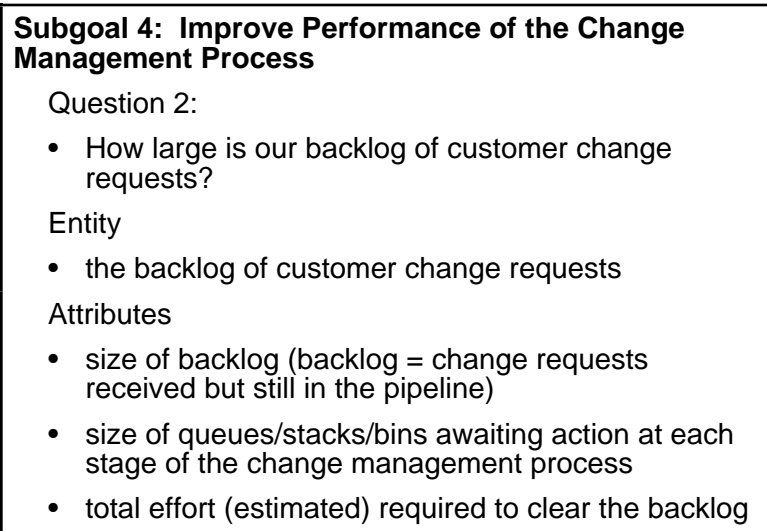 Subgoal 4:  Improve Performance of the Change
Management Process
Question 2:
• How large is our backlog of customer change
requests?
Entity
• the backlog of customer change requests
Attributes
• size of backlog (backlog = change requests
received but still in the pipeline)
• size of queues/stacks/bins awaiting action at each
stage of the change management process
• total effort (estimated) required to clear the backlog